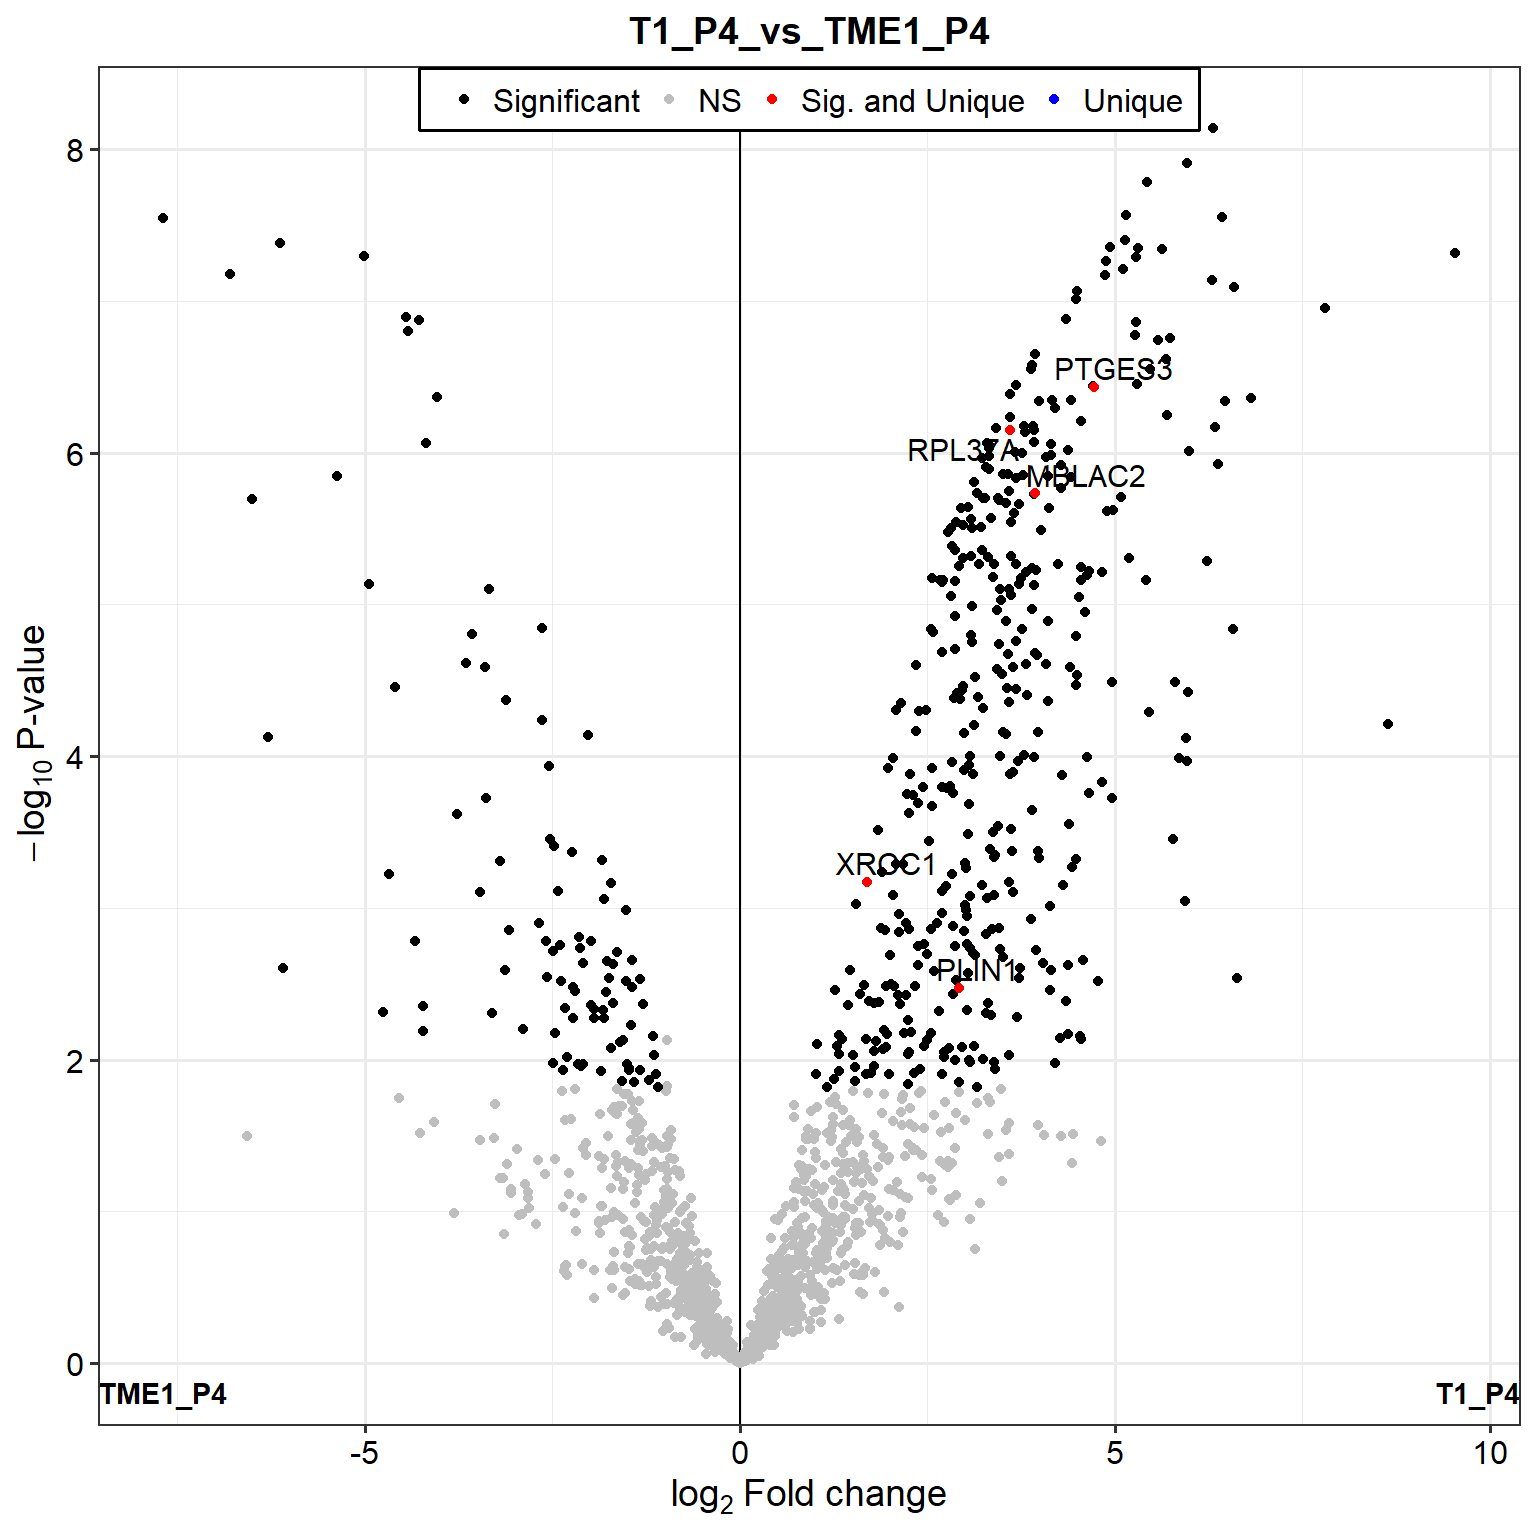 T1_P4_vs_TME1_P4
Significant NS Sig. and Unique Unique
8
6
4
2
0
−log10 P-value
PTGES3
RPL37A
MBLAC2
XRCC1
PLIN1
TME1_P4
T1_P4
-5 0 5 10
log2 Fold change